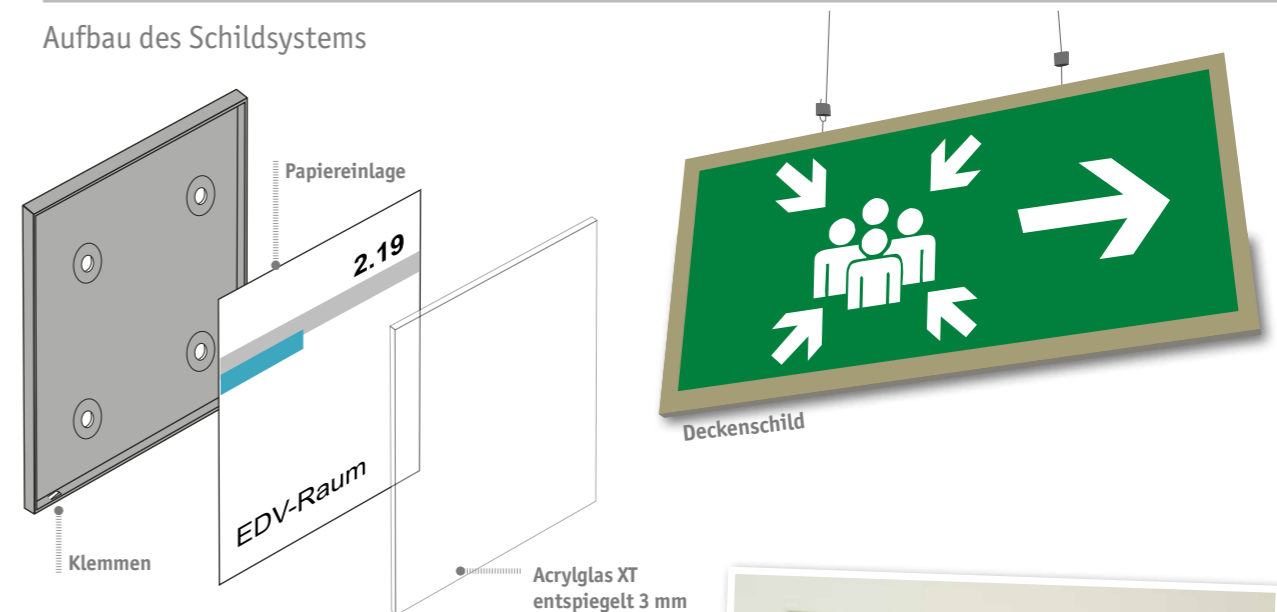 Aufbau des Schildsystems
Papiereinlage
2.19
EDV-Raum
Klemmen
Acrylglas XT
entspiegelt 3 mm
Deckenschild